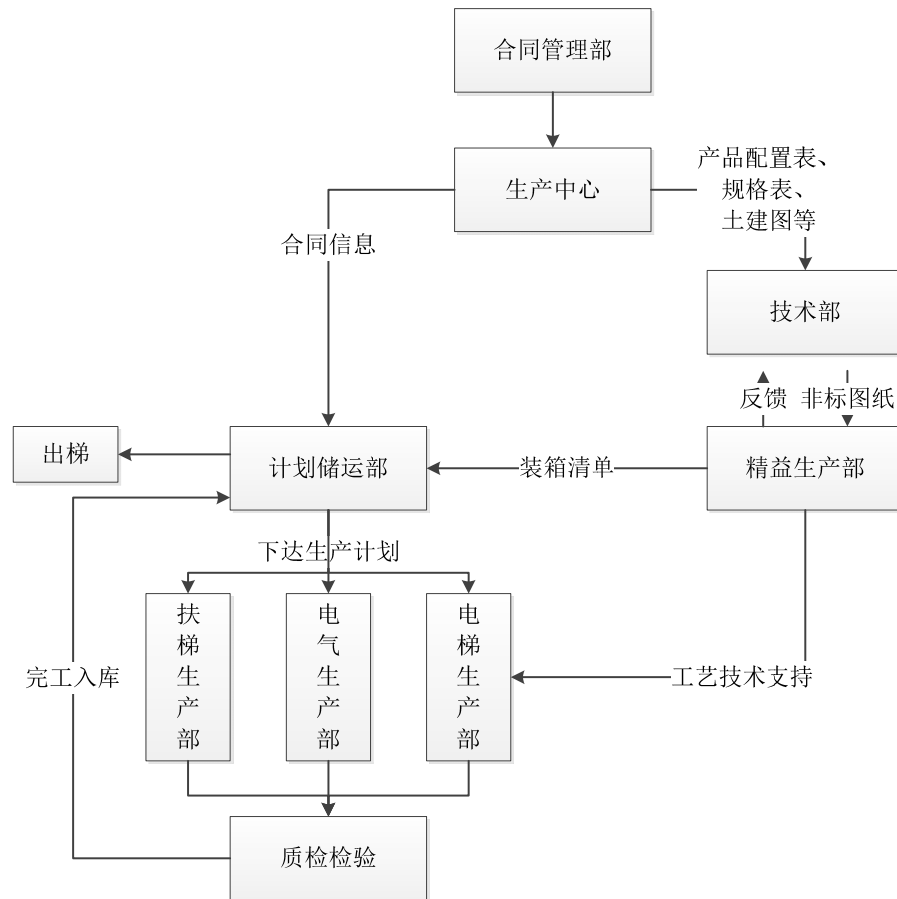 合同管理部
生产中心
产品配置表、
规格表、
土建图等
合同信息
技术部
反馈
非标图纸
出梯
计划储运部
装箱清单
精益生产部
下达生产计划
扶梯生产部
电气生产部
电梯生产部
完工入库
工艺技术支持
质检检验